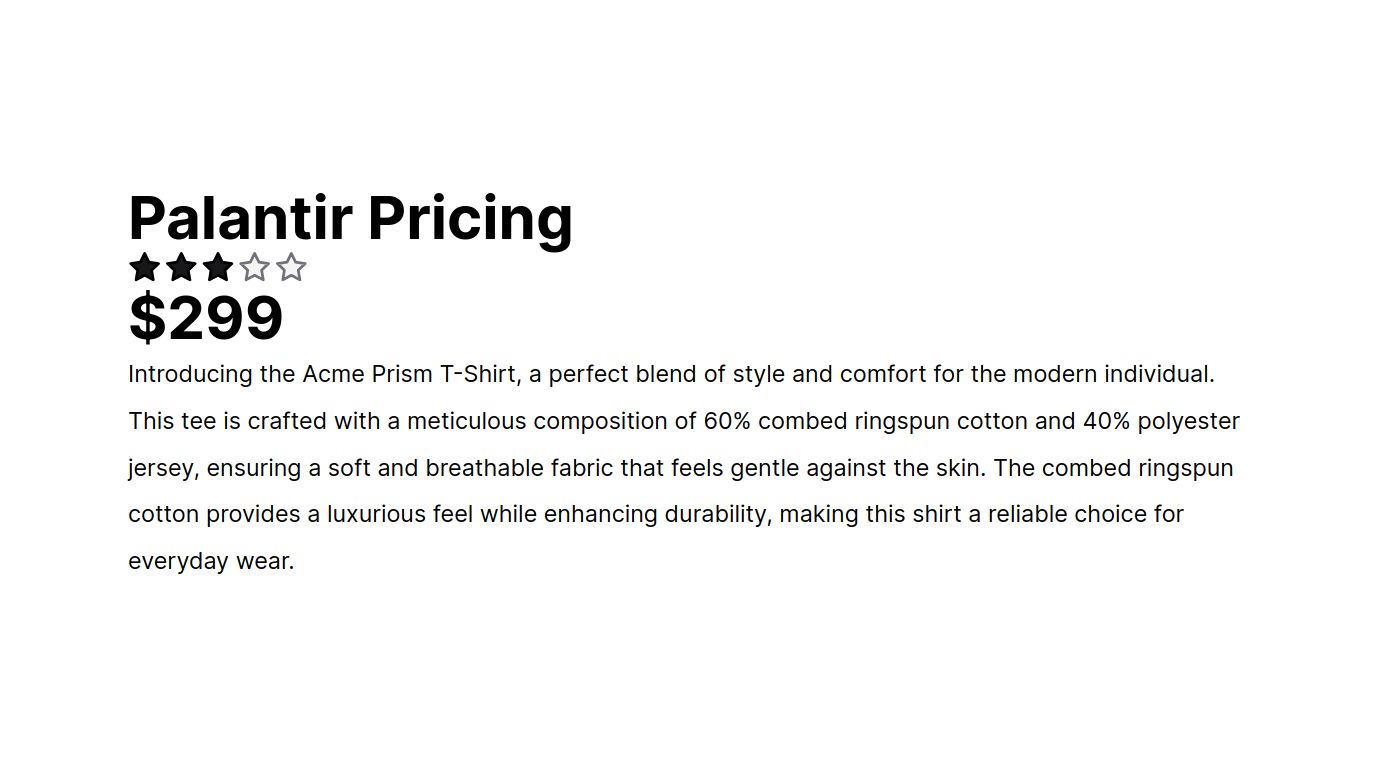 Palantir Pricing
$299
Introducing the Acme Prism T-Shirt, a perfect blend of style and comfort for the modern individual.
This tee is crafted with a meticulous composition of 60% combed ringspun cotton and 40% polyester
jersey, ensuring a soft and breathable fabric that feels gentle against the skin. The combed ringspun
cotton provides a luxurious feel while enhancing durability, making this shirt a reliable choice for
everyday wear.